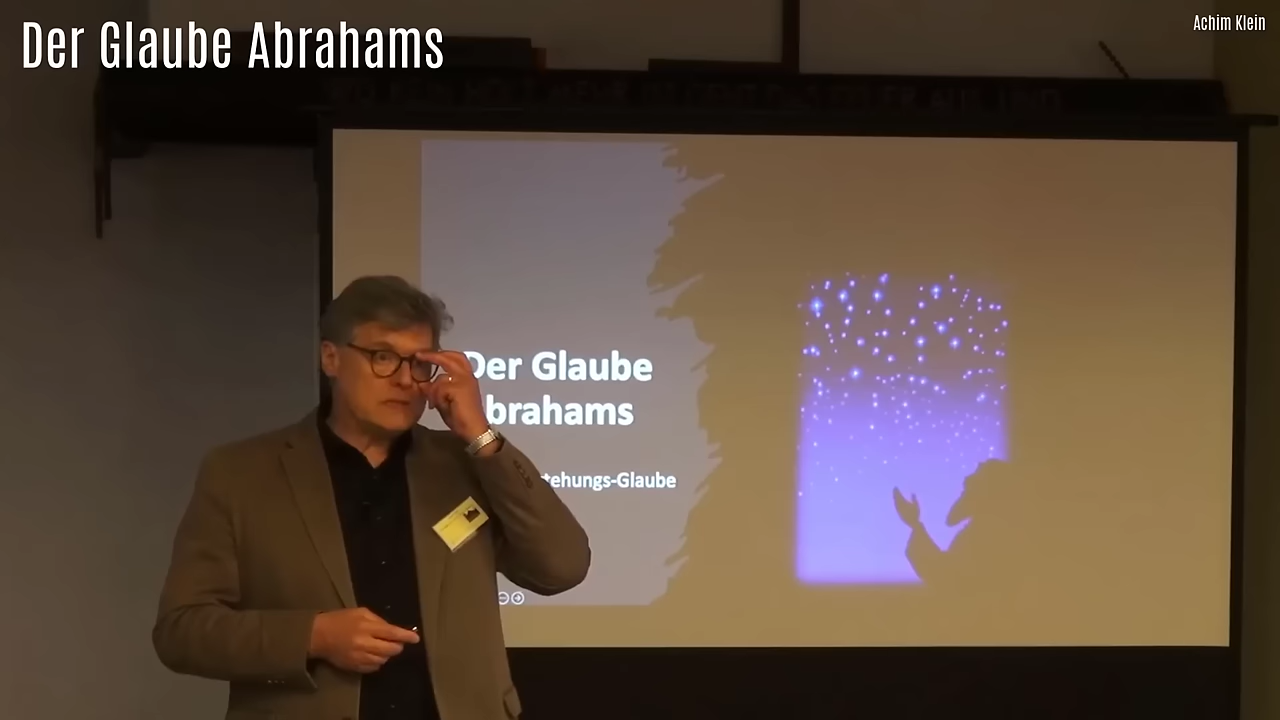 Der Glaube Abrahams
Achim Klein
Der Glaube
brahams
tehungs-Glaube